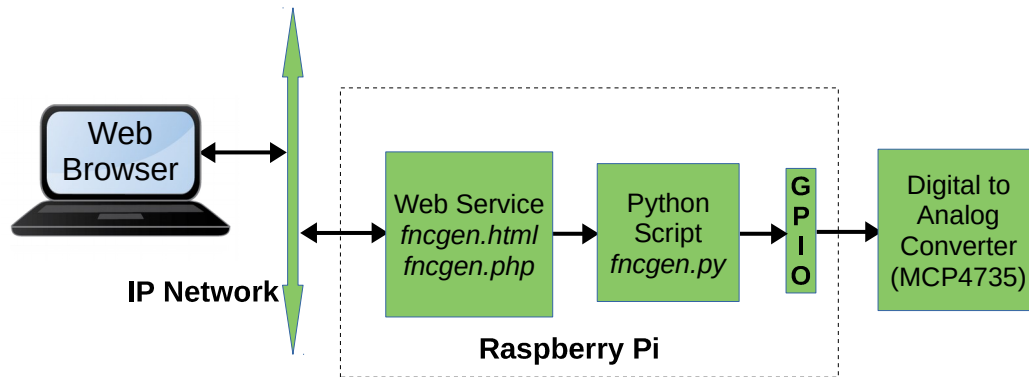 Web
Browser
IP Network
Web Service
fncgen.html
fncgen.php
Python
Script
fncgen.py
G
P
I
O
Digital to
Analog
Converter
(MCP4735)
Raspberry Pi